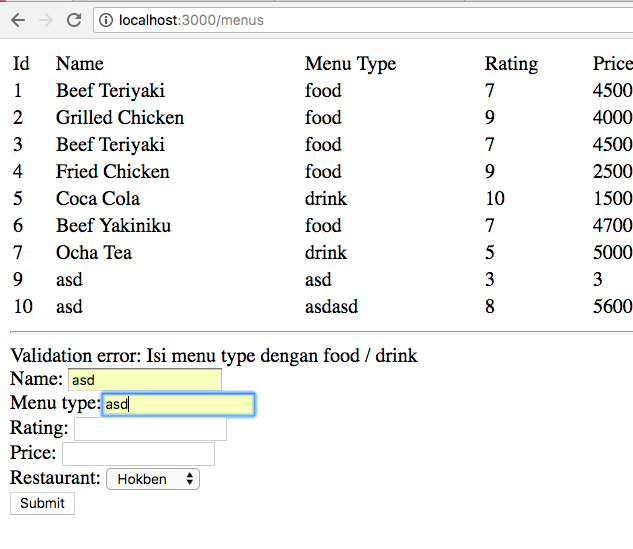 localhost:3000/menus
Id Name Menu Type Rating Price
1 Beef Teriyaki food 7 4500
2 Grilled Chicken food 9 4000
3 Beef Teriyaki food 7 4500
4 Fried Chicken food 9 2500
5 Coca Cola drink 10 1500
6 Beef Yakiniku food 7 4700
7 Ocha Tea drink 5 5000
9 asd asd 3 3
10 asd asdasd 8 5600
Validation error: Isi menu type dengan food / drink
Name: asd
Menu type: asd
Rating:
Price:
Restaurant: Hokben
Submit